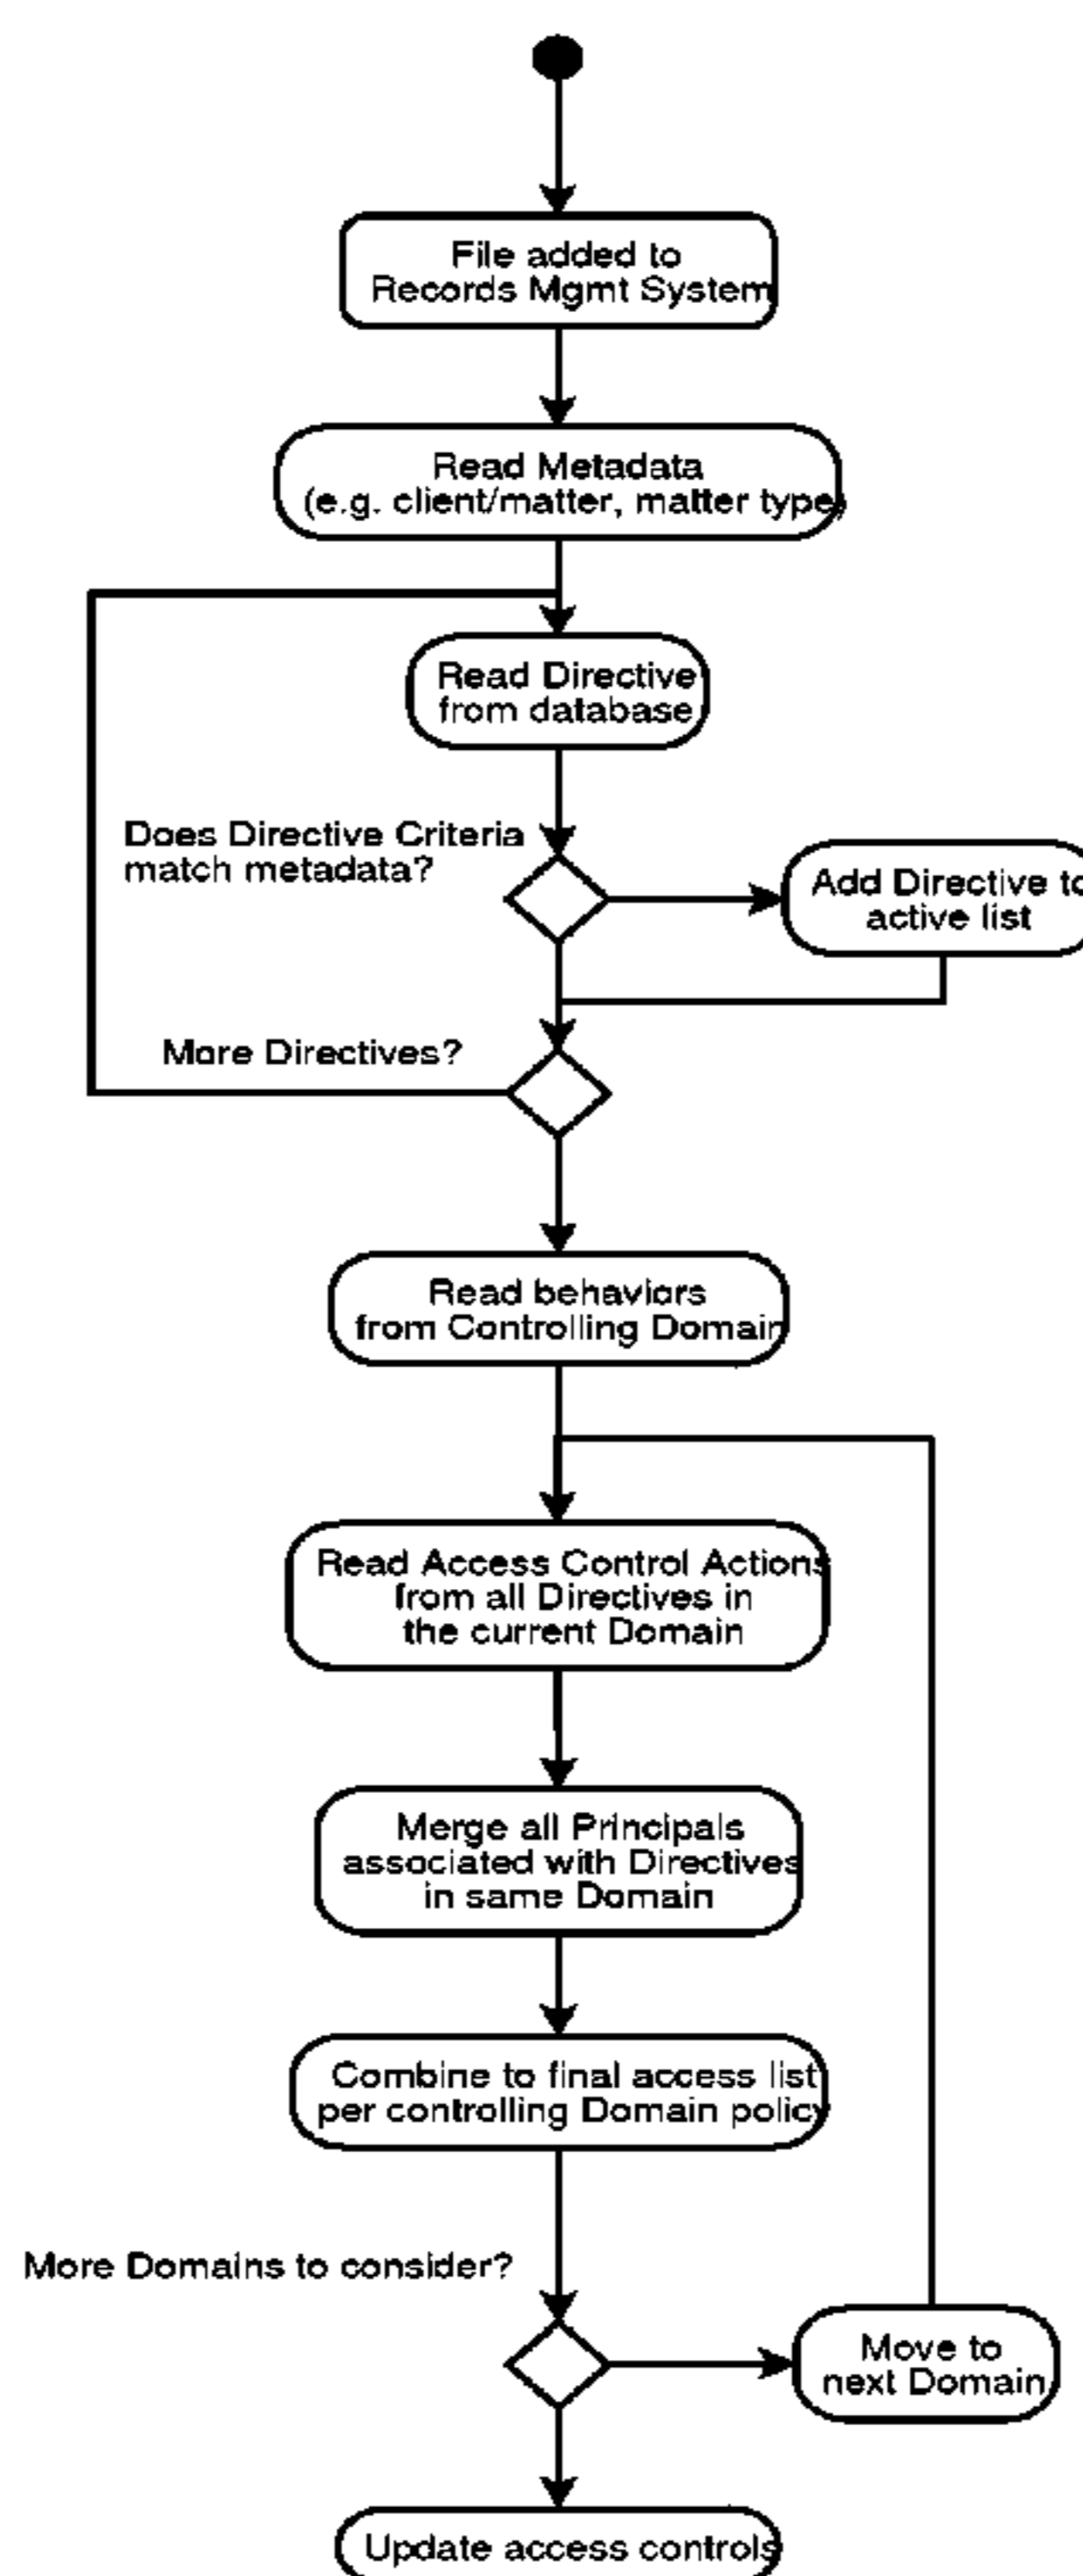 File added to
Records Mgmt System
Read Metadata
(e.g. client/matter, matter type)
Read Directive
from database
Does Directive Criteria
match metadata?
Add Directive to
active list
More Directives?
Read behaviors
from Controlling Domain
Read Access Control Actions
from all Directives in
the current Domain
Merge all Principals
associated with Directives
in same Domain
Combine to final access list
per controlling Domain policy
More Domains to consider?
Move to
next Domain
Update access controls